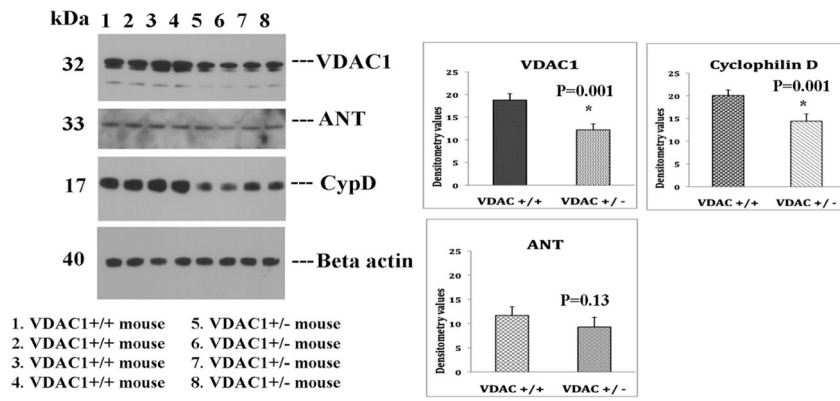 kDa 1 2 3 4 5 6 7 8
32 ---VDAC1
33 ---ANT
17 ---CypD
40 ---Beta actin
1. VDAC1+/+ mouse 5. VDAC1+/- mouse
2. VDAC1+/+ mouse 6. VDAC1+/- mouse
3. VDAC1+/+ mouse 7. VDAC1+/- mouse
4. VDAC1+/+ mouse 8. VDAC1+/- mouse
VDAC1
Densitometry values
25
20
15
10
5
0
P=0.001
*
VDAC +/+ VDAC +/-
Cyclophilin D
Densitometry values
25
20
15
10
5
0
P=0.001
*
VDAC +/+ VDAC +/-
ANT
Densitometry values
25
20
15
10
5
0
P=0.13
VDAC +/+ VDAC +/-